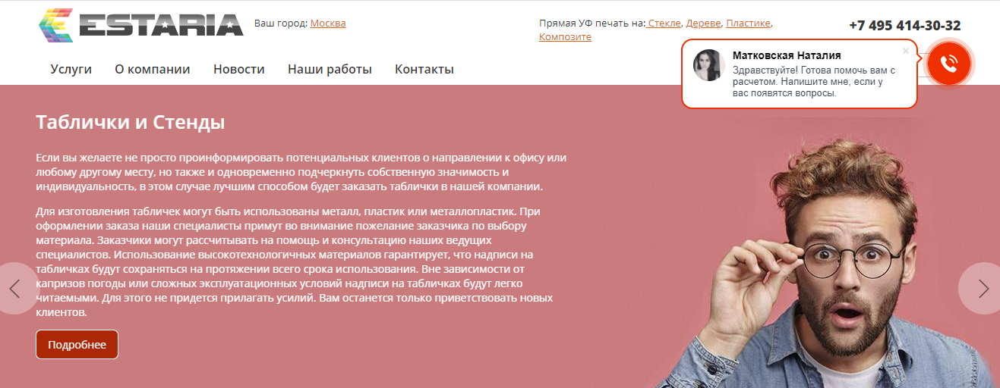 ESTARIA
Ваш город: Москва
Прямая УФ печать на: Стекле, Дереве, Пластике,
Композите
+7 495 414-30-32
Матковская Наталия
Здравствуйте! Готова помочь вам с
расчетом. Напишите мне, если у
вас появятся вопросы.
Услуги О компании Новости Наши работы Контакты
Таблички и Стенды
Если вы желаете не просто проинформировать потенциальных клиентов о направлении к офису или
любому другому месту, но также и одновременно подчеркнуть собственную значимость и
индивидуальность, в этом случае лучшим способом будет заказать таблички в нашей компании.
Для изготовления табличек могут быть использованы металл, пластик или металлопластик. При
оформлении заказа наши специалисты примут во внимание пожелание заказчика по выбору
материала. Заказчики могут рассчитывать на помощь и консультацию наших ведущих
специалистов. Использование высокотехнологичных материалов гарантирует, что надписи на
табличках будут сохраняться на протяжении всего срока использования. Вне зависимости от
капризов погоды или сложных эксплуатационных условий надписи на табличках будут легко
читаемыми. Для этого не придется прилагать усилий. Вам останется только приветствовать новых
клиентов.
Подробнее